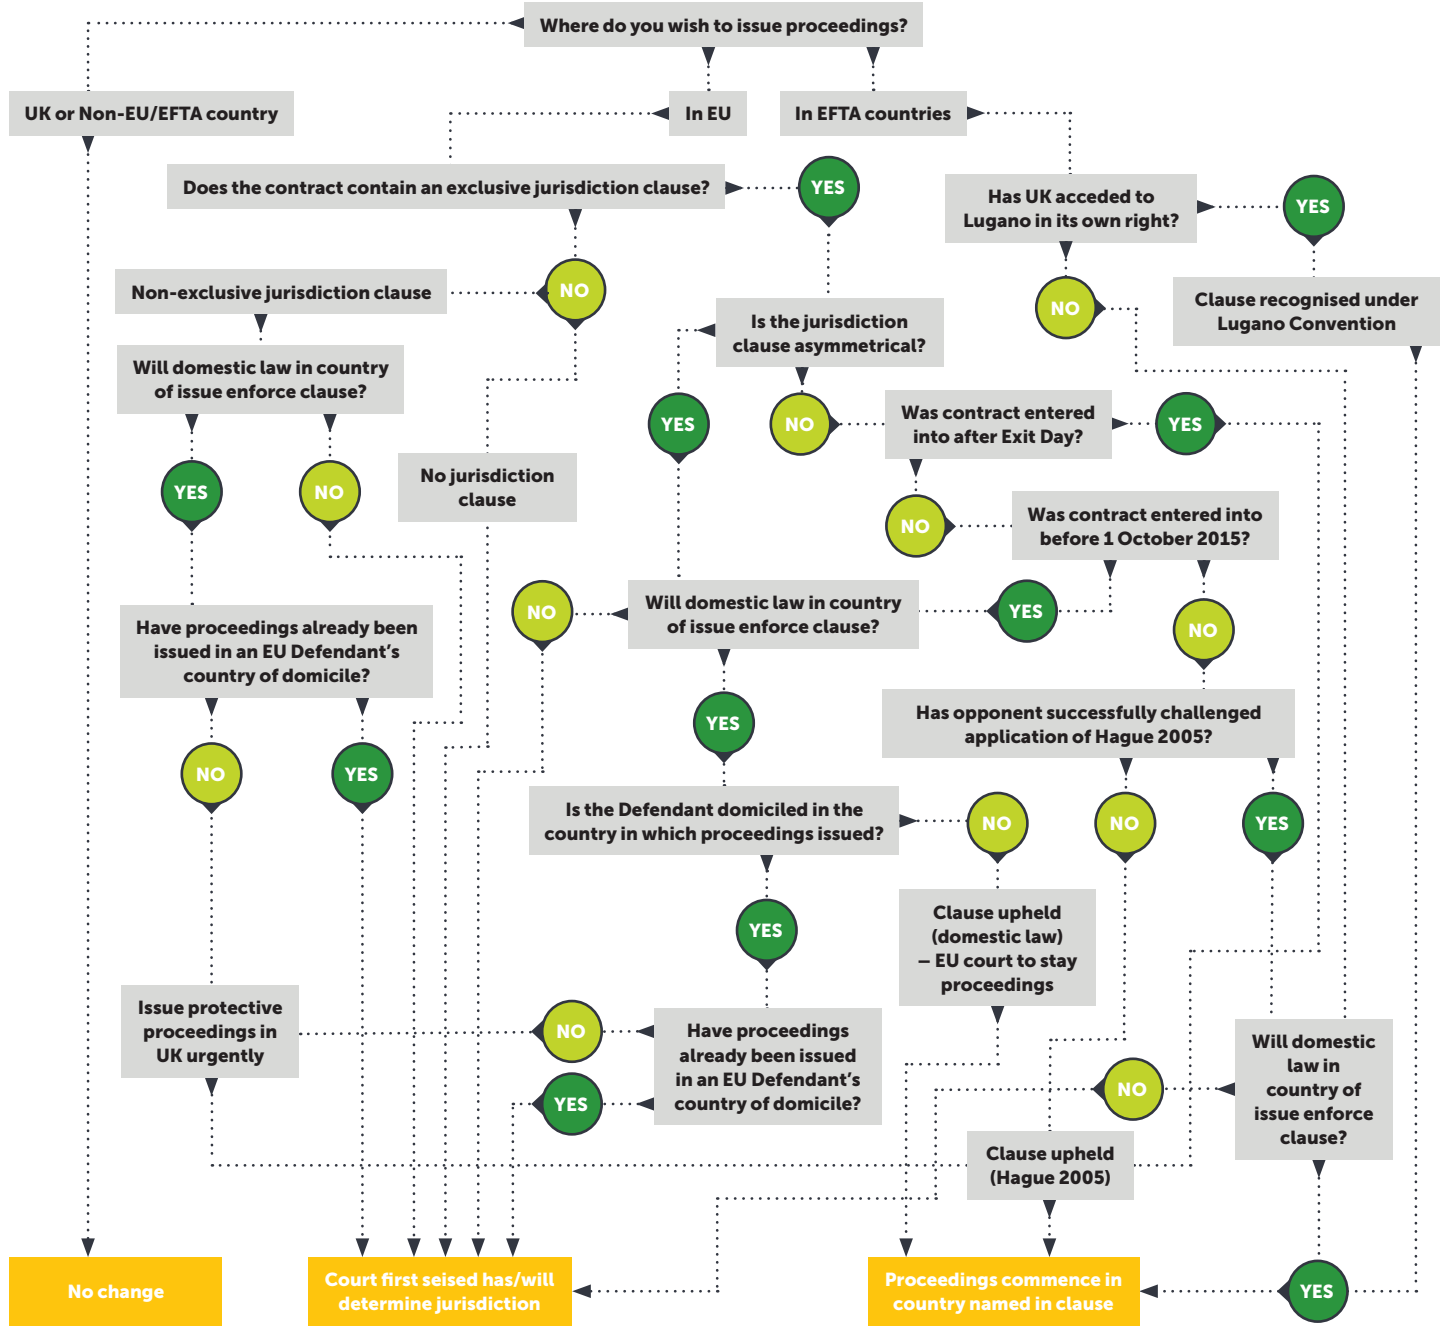 Where do you wish to issue proceedings?
UK or Non-EU/EFTA country
In EU
In EFTA countries
Does the contract contain an exclusive jurisdiction clause?
YES
Has UK acceded to
Lugano in its own right?
YES
Non-exclusive jurisdiction clause
NO
Is the jurisdiction
clause asymmetrical?
NO
Clause recognised under
Lugano Convention
Will domestic law in country
of issue enforce clause?
YES
NO
Was contract entered
into after Exit Day?
YES
YES
NO
No jurisdiction
clause
NO
Was contract entered into
before 1 October 2015?
Have proceedings already been
issued in an EU Defendant's
country of domicile?
NO
Will domestic law in country
of issue enforce clause?
YES
NO
NO
YES
YES
Has opponent successfully challenged
application of Hague 2005?
Is the Defendant domiciled in the
country in which proceedings issued?
NO
NO
YES
YES
Clause upheld
(domestic law)
– EU court to stay
proceedings
Issue protective
proceedings in
UK urgently
NO
YES
Have proceedings
already been issued
in an EU Defendant's
country of domicile?
NO
Will domestic
law in
country of
issue enforce
clause?
Clause upheld
(Hague 2005)
No change
Court first seised has/will
determine jurisdiction
Proceedings commence in
country named in clause
YES